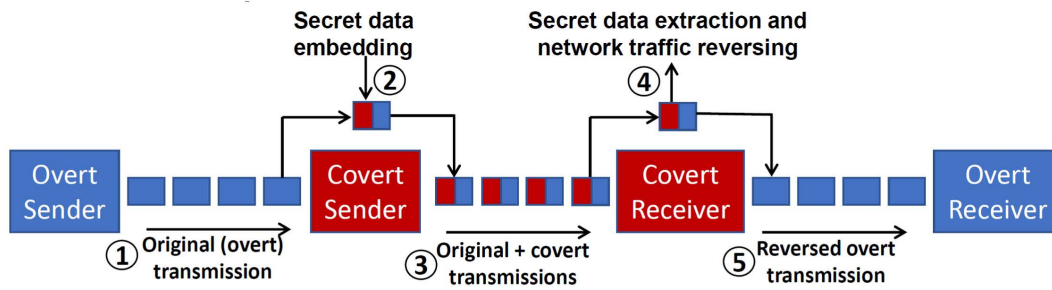 Secret data
embedding
②
Secret data extraction and
network traffic reversing
④
Overt
Sender
Covert
Sender
Covert
Receiver
Overt
Receiver
①
Original (overt)
transmission
③
Original + covert
transmissions
⑤
Reversed overt
transmission